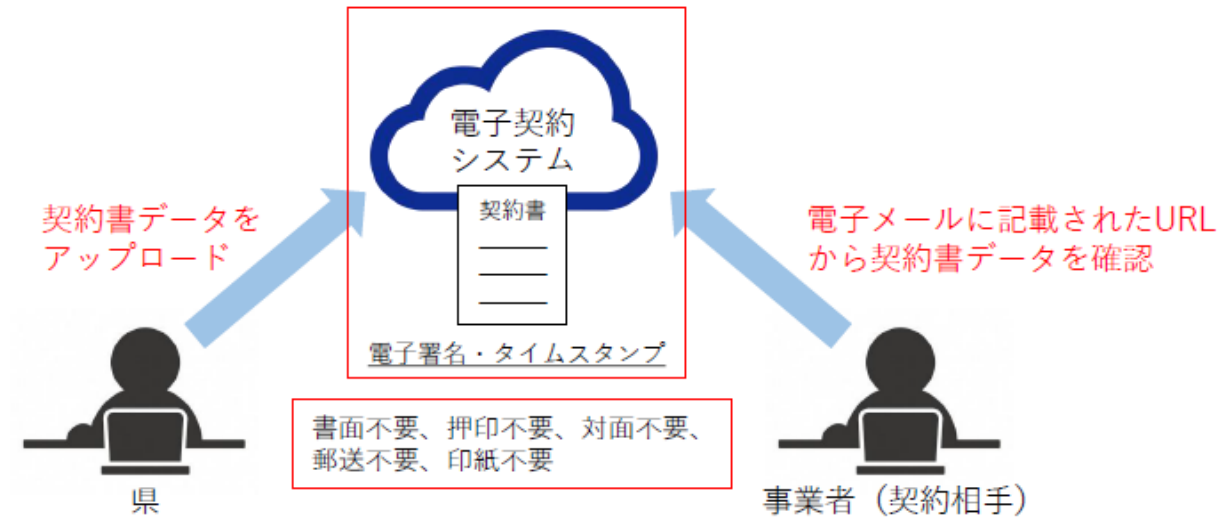 電子契約
システム
契約書
電子署名・タイムスタンプ
契約書データを
アップロード
電子メールに記載されたURL
から契約書データを確認
書面不要、押印不要、対面不要、
郵送不要、印紙不要
県
事業者（契約相手）